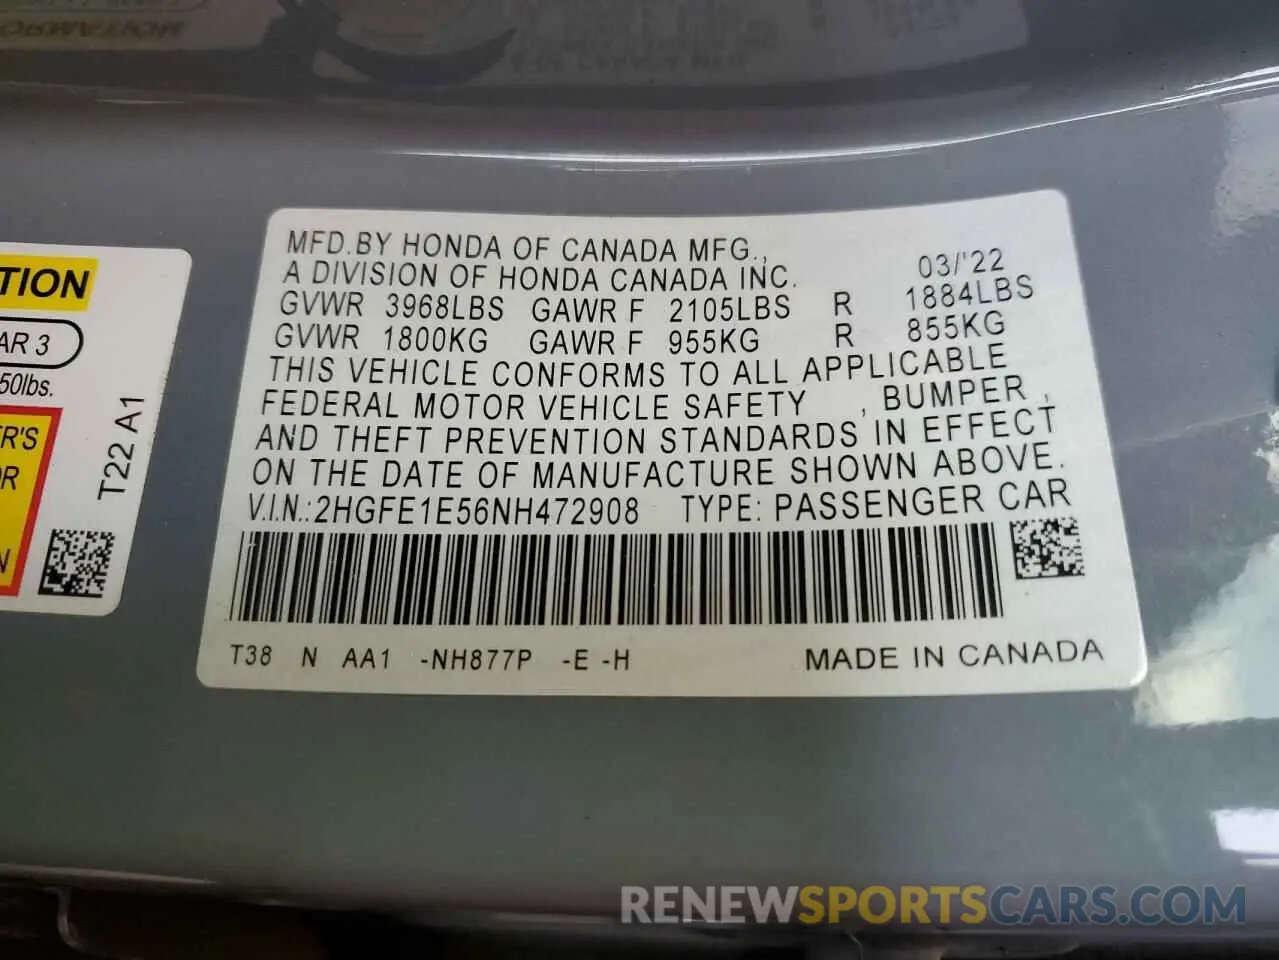 TION
AR 3
50lbs.
ER'S
OR
N
T22 A1
MFD.BY HONDA OF CANADA MFG.,
A DIVISION OF HONDA CANADA INC. 03/'22
GVWR 3968LBS GAWR F 2105LBS R 1884LBS
GVWR 1800KG GAWR F 955KG R 855KG
THIS VEHICLE CONFORMS TO ALL APPLICABLE
FEDERAL MOTOR VEHICLE SAFETY , BUMPER ,
AND THEFT PREVENTION STANDARDS IN EFFECT
ON THE DATE OF MANUFACTURE SHOWN ABOVE.
V.I.N.:2HGFE1E56NH472908 TYPE: PASSENGER CAR
T38 N AA1 -NH877P -E -H MADE IN CANADA
RENEWSPORTSCARS.COM